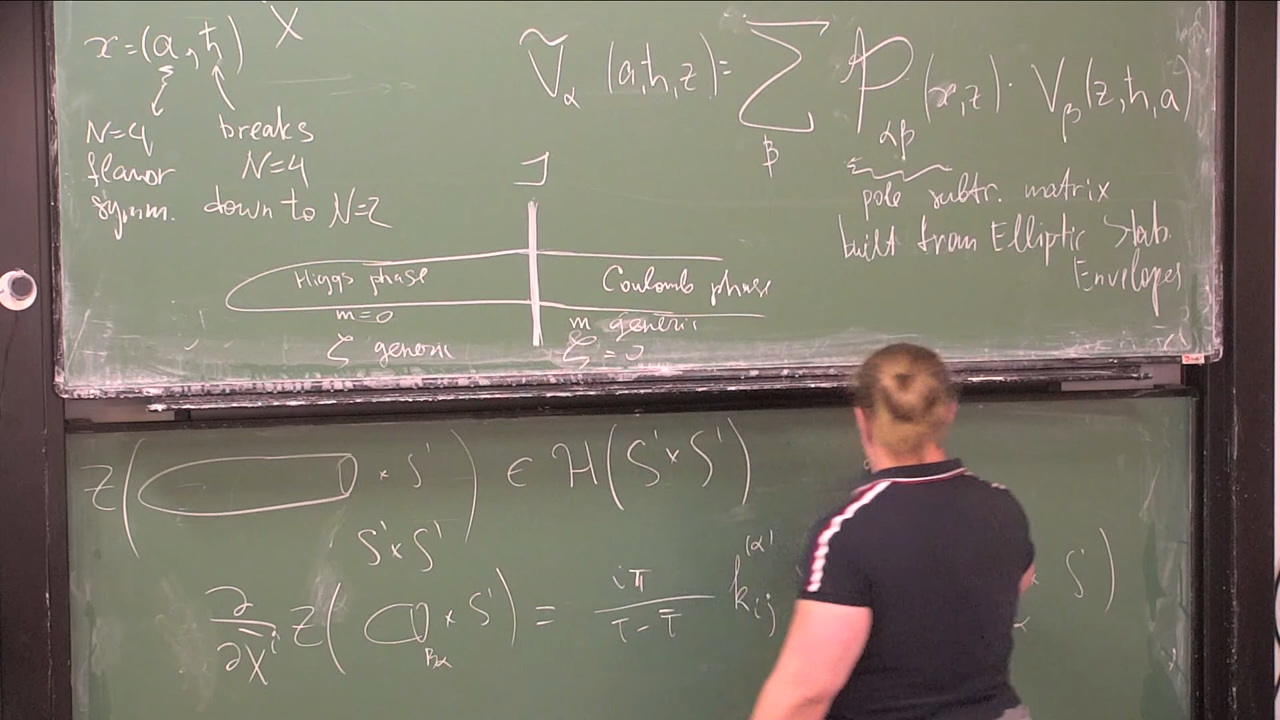 x=(a,ħ) X
N=4 flavor symm.
breaks N=4 down to N=2
Ṽ_α (a,ħ,z) = Σ_β 𝒫_αβ (x,z) · V_β(z,ħ,a)
pole subtr. matrix
built from Elliptic Stab.
Envelopes
Higgs phase
Coulomb phase
m=0
m generic
ζ generic
ζ=0
Z( × S¹) ∈ H(S¹×S¹)
S¹×S¹
∂/∂x̄^i Z( × S¹) = iπ/(τ-τ̄) k_ij^(α)
B_α
× S¹)
α